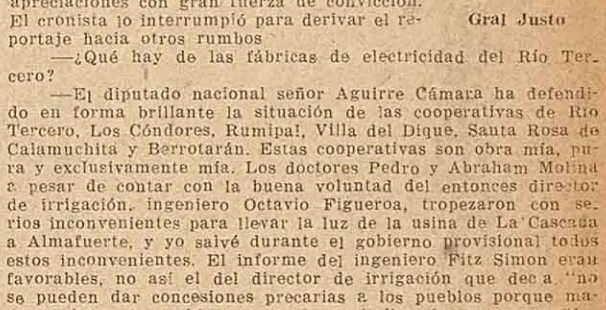 apreciaciones con gran fuerza de convicción.
El cronista lo interrumpió para derivar el re-
portaje hacia otros rumbos
Gral Justo
—¿Qué hay de las fábricas de electricidad del Río Ter-
cero?
—El diputado nacional señor Aguirre Cámara ha defendi-
do en forma brillante la situación de las cooperativas de Río
Tercero, Los Cóndores, Rumipal, Villa del Dique, Santa Rosa de
Calamuchita y Berrotarán. Estas cooperativas son obra mía, pu-
ra y exclusivamente mía. Los doctores Pedro y Abraham Molina
a pesar de contar con la buena voluntad del entonces director
de irrigación, ingeniero Octavio Figueroa, tropezaron con se-
rios inconvenientes para llevar la luz de la usina de La Cascada
a Almafuerte, y yo salvé durante el gobierno provisional todos
estos inconvenientes. El informe del ingeniero Fitz Simon eran
favorables, no así el del director de irrigación que dec a "no
se pueden dar concesiones precarias a los pueblos porque ma-